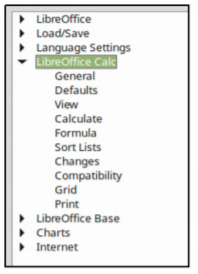 LibreOffice
Load/Save
Language Settings
LibreOffice Calc
General
Defaults
View
Calculate
Formula
Sort Lists
Changes
Compatibility
Grid
Print
LibreOffice Base
Charts
Internet